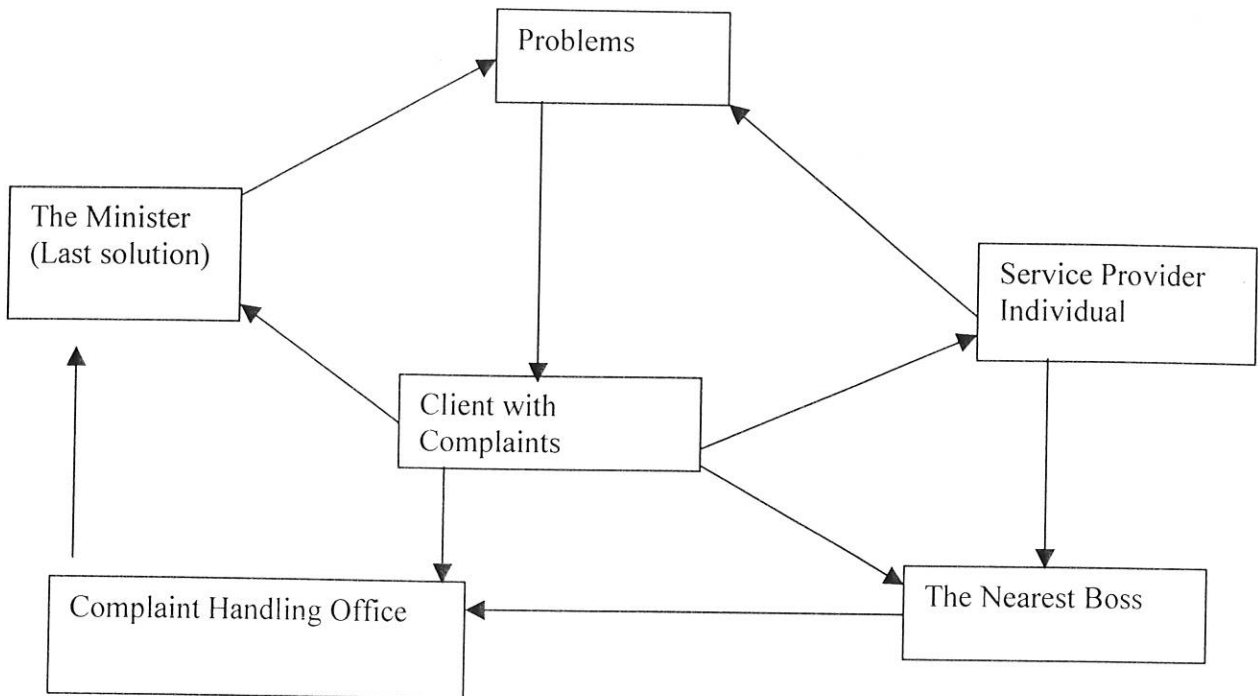 Problems
The Minister
(Last solution)
Service Provider
Individual
Client with
Complaints
Complaint Handling Office
The Nearest Boss